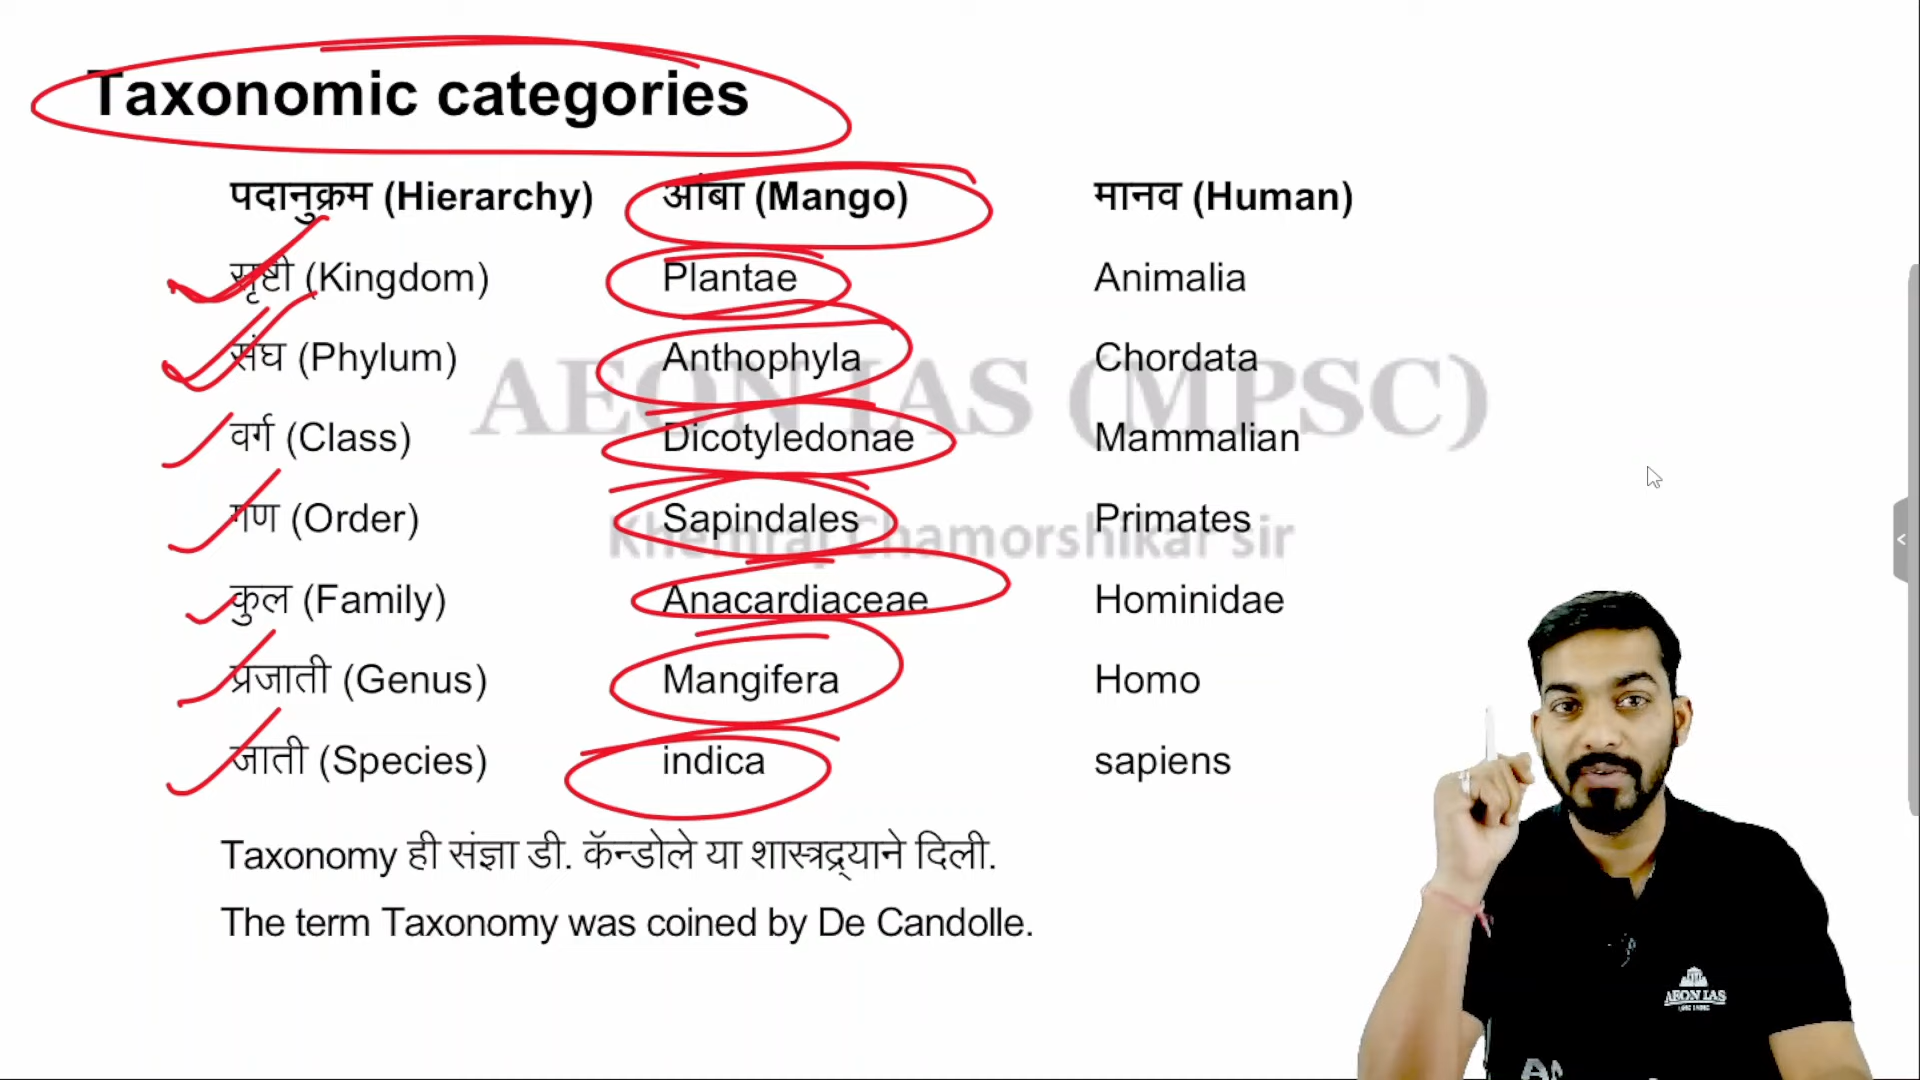 Taxonomic categories
पदानुक्रम (Hierarchy) आंबा (Mango) मानव (Human)
सृष्टी (Kingdom) Plantae Animalia
संघ (Phylum) Anthophyla Chordata
वर्ग (Class) Dicotyledonae Mammalian
गण (Order) Sapindales Primates
कुल (Family) Anacardiaceae Hominidae
प्रजाती (Genus) Mangifera Homo
जाती (Species) indica sapiens
Taxonomy ही संज्ञा डी. कॅन्डोले या शास्त्रद्र्याने दिली.
The term Taxonomy was coined by De Candolle.
AEON IAS (MPSC)
Khemraj Chamorshikar sir
AEON IAS